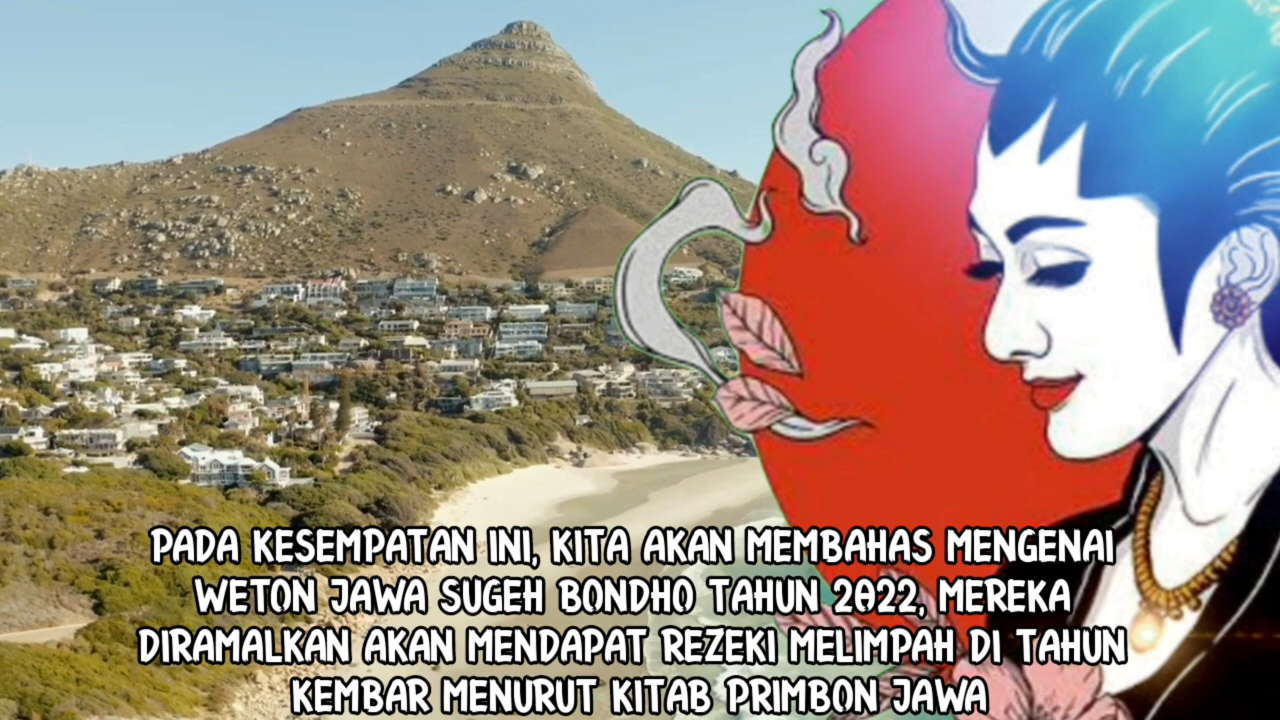 PADA KESEMPATAN INI, KITA AKAN MEMBAHAS MENGENAI
WETON JAWA SUGEH BONDHO TAHUN 2022, MEREKA
DIRAMALKAN AKAN MENDAPAT REZEKI MELIMPAH DI TAHUN
KEMBAR MENURUT KITAB PRIMBON JAWA